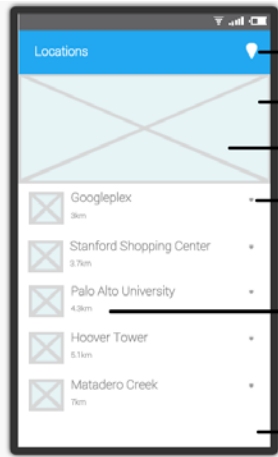 Locations
Googleplex
3km
Stanford Shopping Center
3.7km
Palo Alto University
4.3km
Hoover Tower
5.1km
Matadero Creek
7km